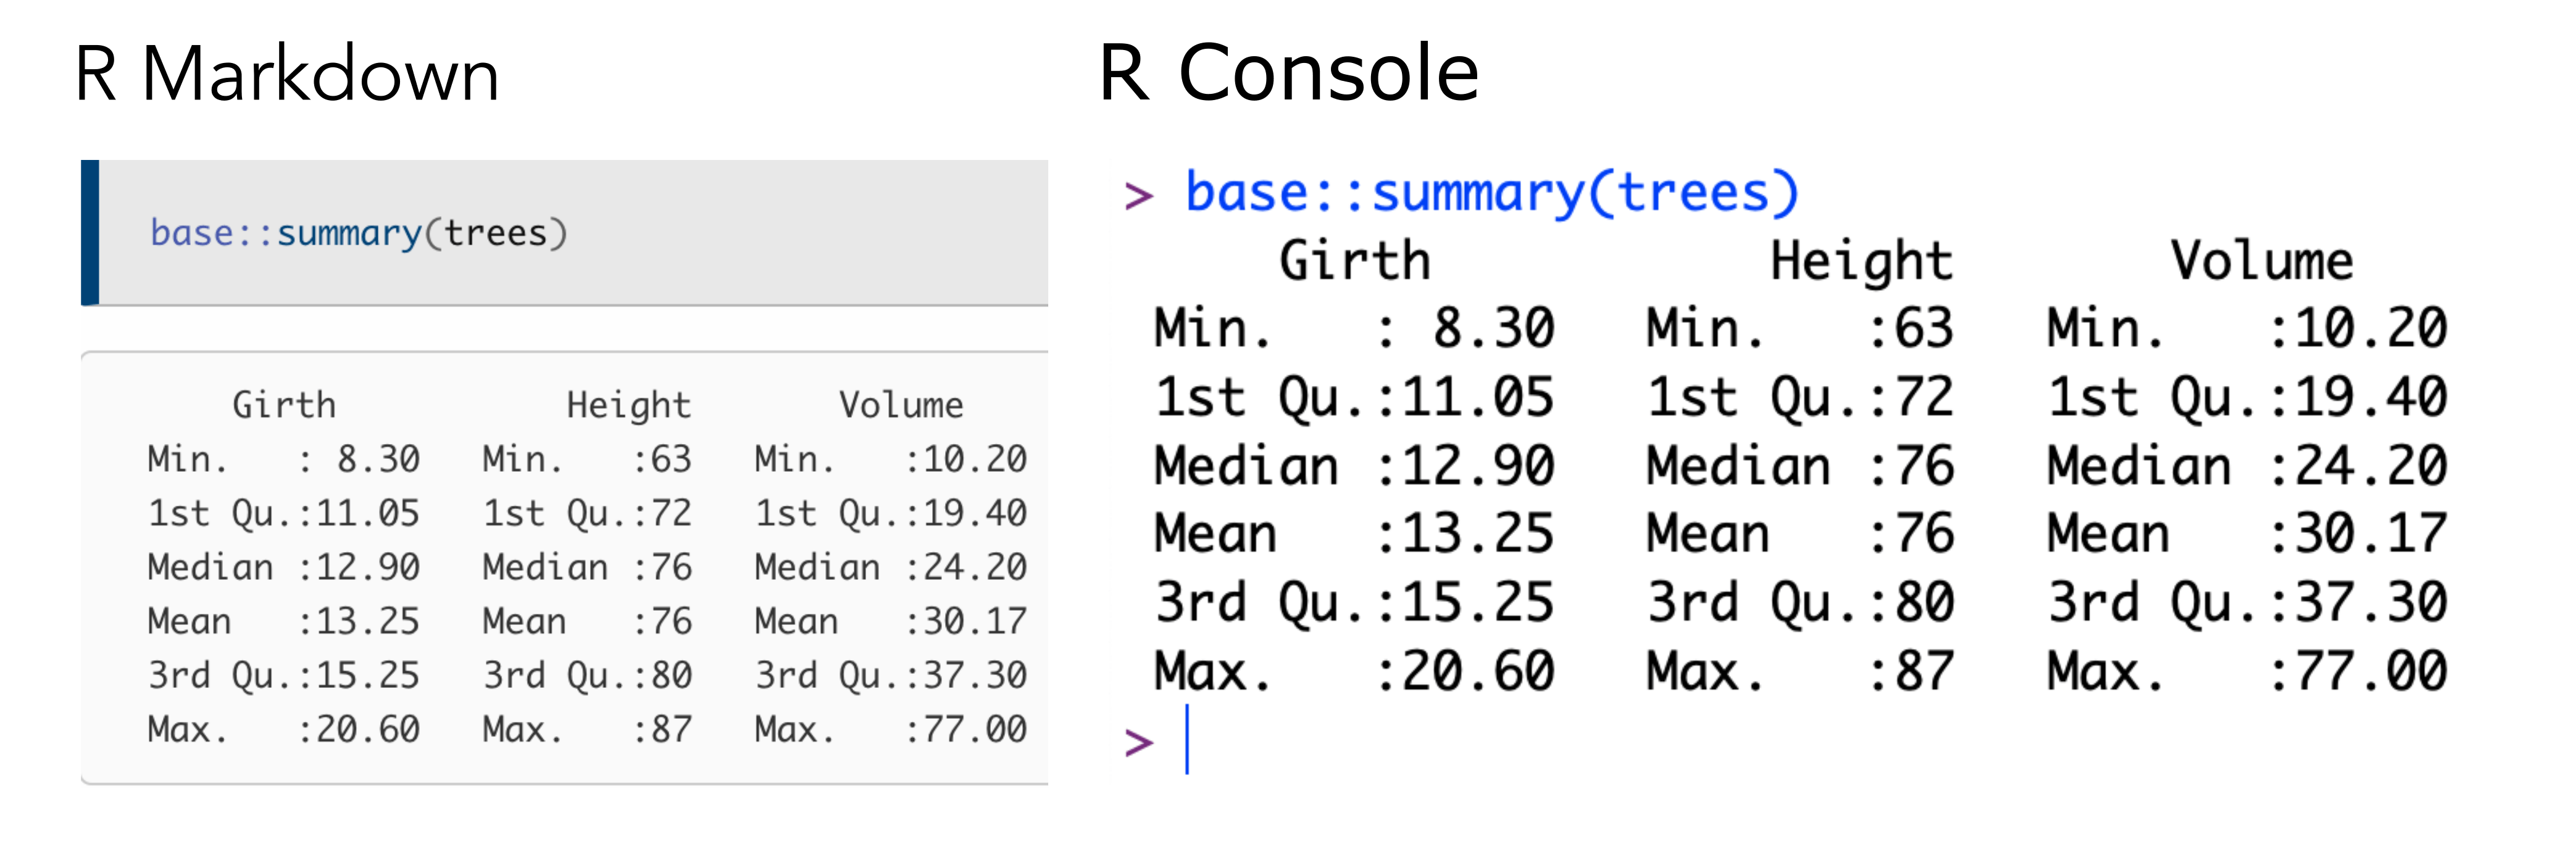 R Markdown
base::summary(trees)
Girth Height Volume
Min. : 8.30 Min. :63 Min. :10.20
1st Qu.:11.05 1st Qu.:72 1st Qu.:19.40
Median :12.90 Median :76 Median :24.20
Mean :13.25 Mean :76 Mean :30.17
3rd Qu.:15.25 3rd Qu.:80 3rd Qu.:37.30
Max. :20.60 Max. :87 Max. :77.00
R Console
> base::summary(trees)
Girth Height Volume
Min. : 8.30 Min. :63 Min. :10.20
1st Qu.:11.05 1st Qu.:72 1st Qu.:19.40
Median :12.90 Median :76 Median :24.20
Mean :13.25 Mean :76 Mean :30.17
3rd Qu.:15.25 3rd Qu.:80 3rd Qu.:37.30
Max. :20.60 Max. :87 Max. :77.00
>